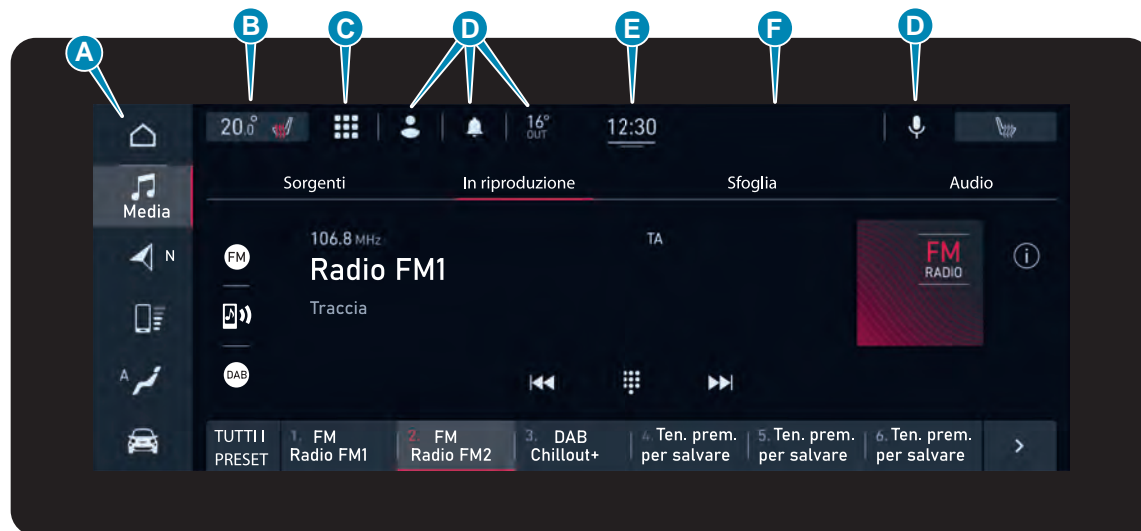 A
B
C
D
E
F
D
20.0°
16°
OUT
12:30
Sorgenti
In riproduzione
Sfoglia
Audio
Media
N
A
FM
DAB
106.8 MHz
TA
Radio FM1
Traccia
FM
RADIO
i
TUTTI I
PRESET
1. FM
Radio FM1
2. FM
Radio FM2
3. DAB
Chillout+
4. Ten. prem.
per salvare
5. Ten. prem.
per salvare
6. Ten. prem.
per salvare